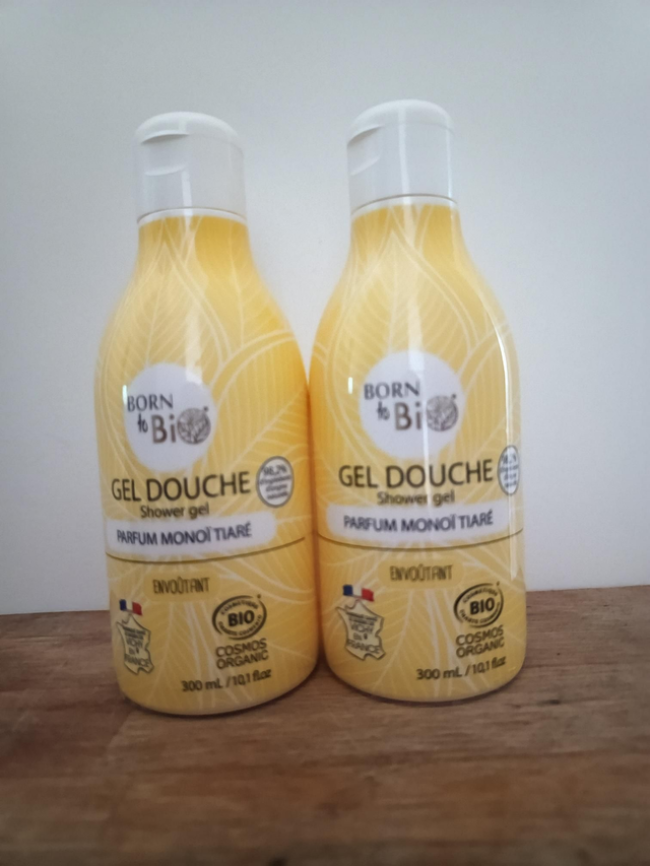 BORN
to Bio
GEL DOUCHE
Shower gel
PARFUM MONOÏ TIARÉ
ENVOÛTANT
BIO
COSMOS
ORGANIC
300 mL / 10,1 fl.oz
BORN
to Bio
GEL DOUCHE
Shower gel
PARFUM MONOÏ TIARÉ
ENVOÛTANT
BIO
COSMOS
ORGANIC
300 mL / 10,1 fl.oz